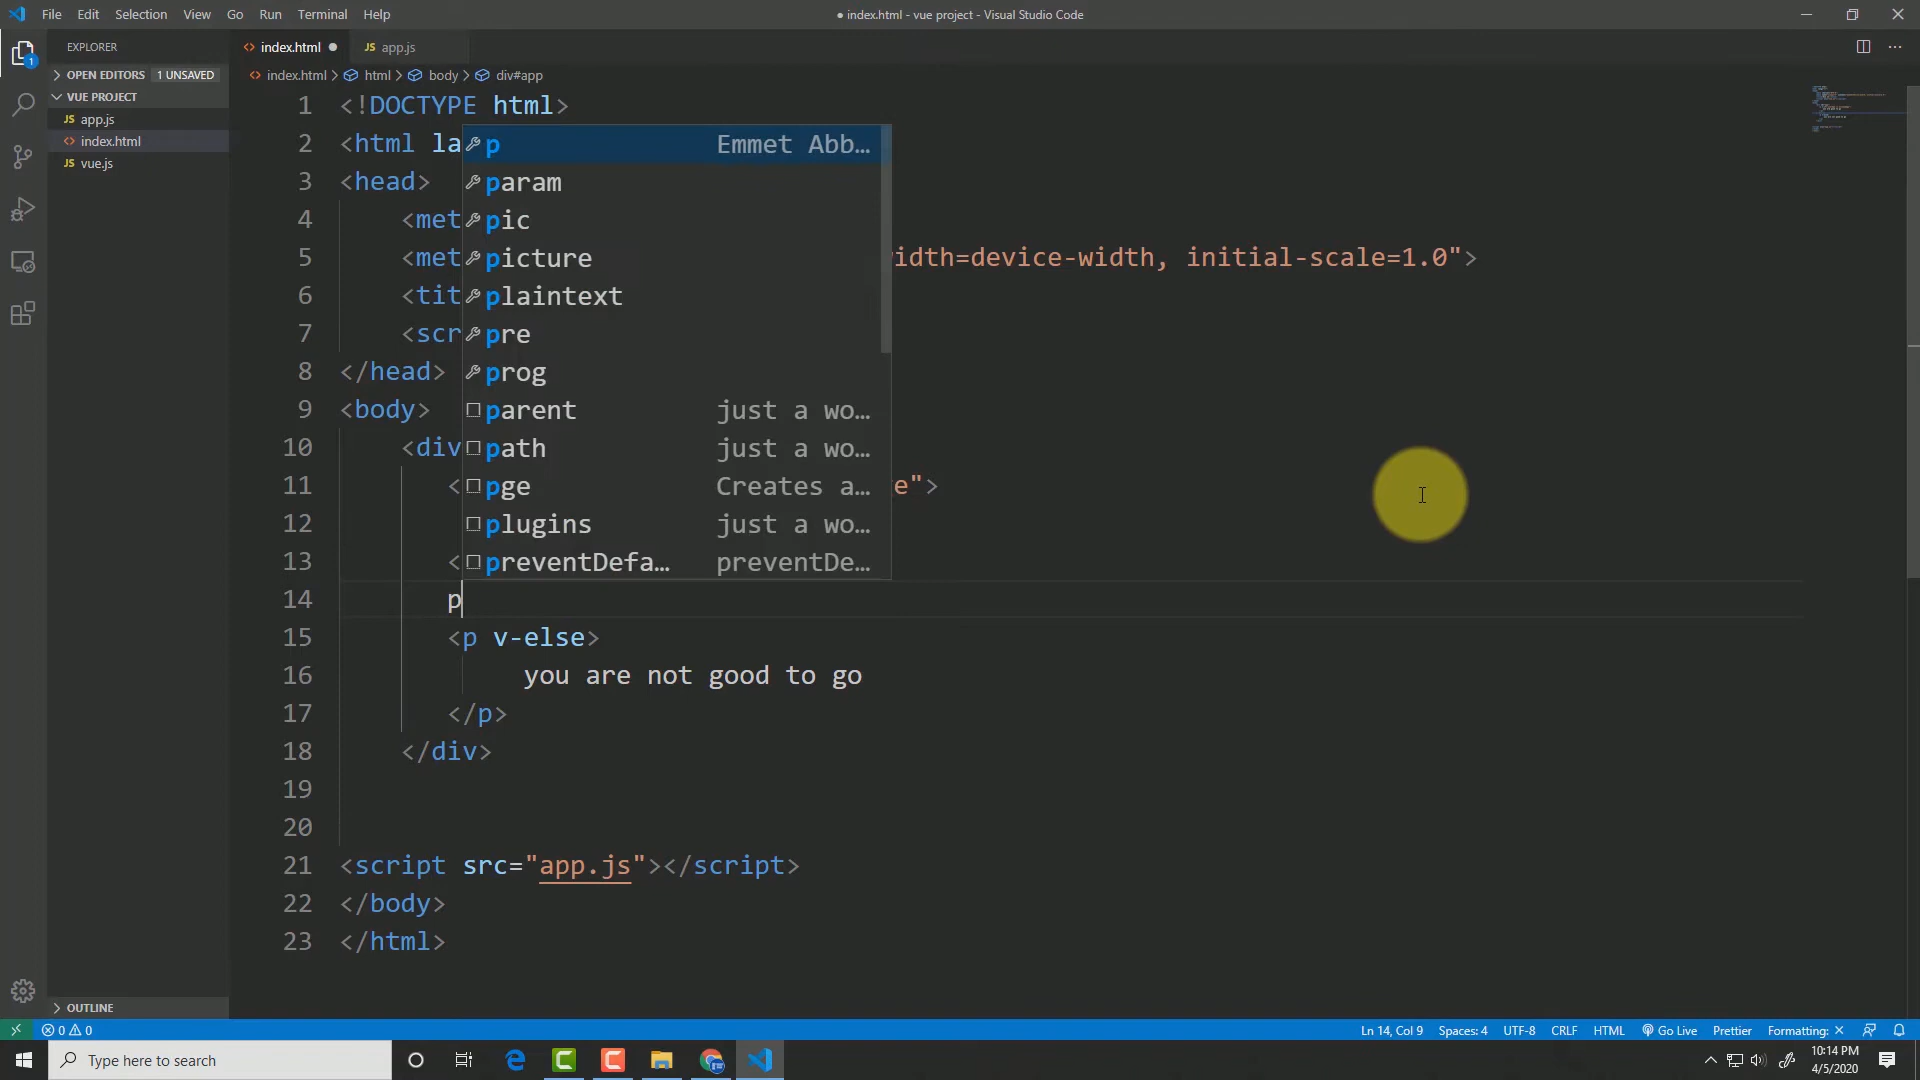 File Edit Selection View Go Run Terminal Help
● index.html - vue project - Visual Studio Code
EXPLORER
OPEN EDITORS 1 UNSAVED
VUE PROJECT
JS app.js
<> index.html
JS vue.js
OUTLINE
1
<> index.html ●
JS app.js
<> index.html > html > body > div#app
1 <!DOCTYPE html>
2 <html la
3 <head>
4 <met
5 <met idth=device-width, initial-scale=1.0">
6 <tit
7 <scr
8 </head>
9 <body>
10 <div
11 < e">
12
13 <
14 p
15 <p v-else>
16 you are not good to go
17 </p>
18 </div>
19
20
21 <script src="app.js"></script>
22 </body>
23 </html>
p Emmet Abb…
param
pic
picture
plaintext
pre
prog
parent just a wo…
path just a wo…
pge Creates a…
plugins just a wo…
preventDefa… preventDe…
0 0
Ln 14, Col 9 Spaces: 4 UTF-8 CRLF HTML Go Live Prettier Formatting: ×
Type here to search
10:14 PM
4/5/2020